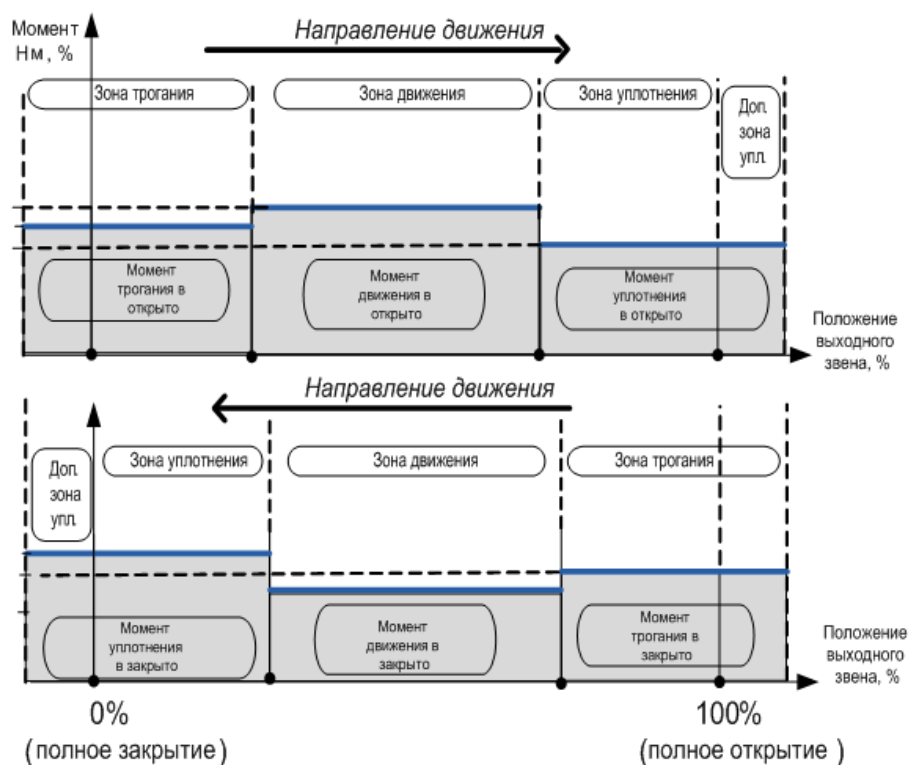 Момент
Нм, %
Направление движения
Зона трогания
Зона движения
Зона уплотнения
Доп.
зона
упл.
Момент
трогания в
открыто
Момент
движения в
открыто
Момент
уплотнения
в открыто
Положение
выходного
звена, %
Направление движения
Доп.
зона
упл.
Зона уплотнения
Зона движения
Зона трогания
Момент
уплотнения
в закрыто
Момент
движения в
закрыто
Момент
трогания в
закрыто
Положение
выходного
звена, %
0%
(полное закрытие)
100%
(полное открытие)